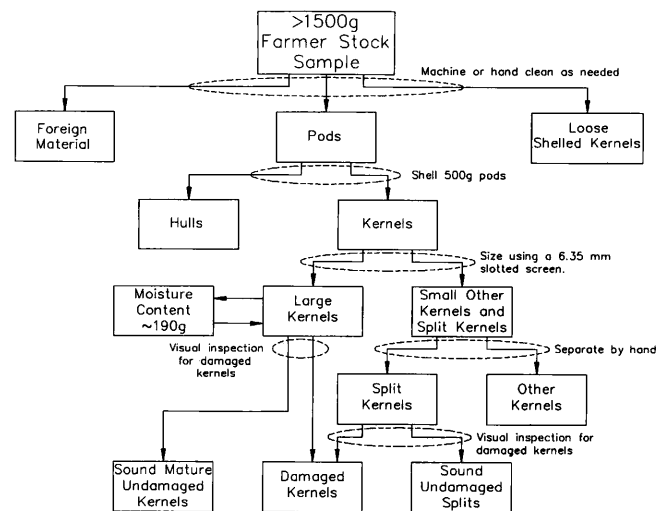 >1500g
Farmer Stock
Sample
Machine or hand clean as needed
Foreign
Material
Pods
Loose
Shelled Kernels
Shell 500g pods
Hulls
Kernels
Size using a 6.35 mm
slotted screen.
Moisture
Content
~190g
Large
Kernels
Small Other
Kernels and
Split Kernels
Visual inspection
for damaged
kernels
Separate by hand
Split
Kernels
Other
Kernels
Visual inspection for
damaged kernels
Sound Mature
Undamaged
Kernels
Damaged
Kernels
Sound
Undamaged
Splits